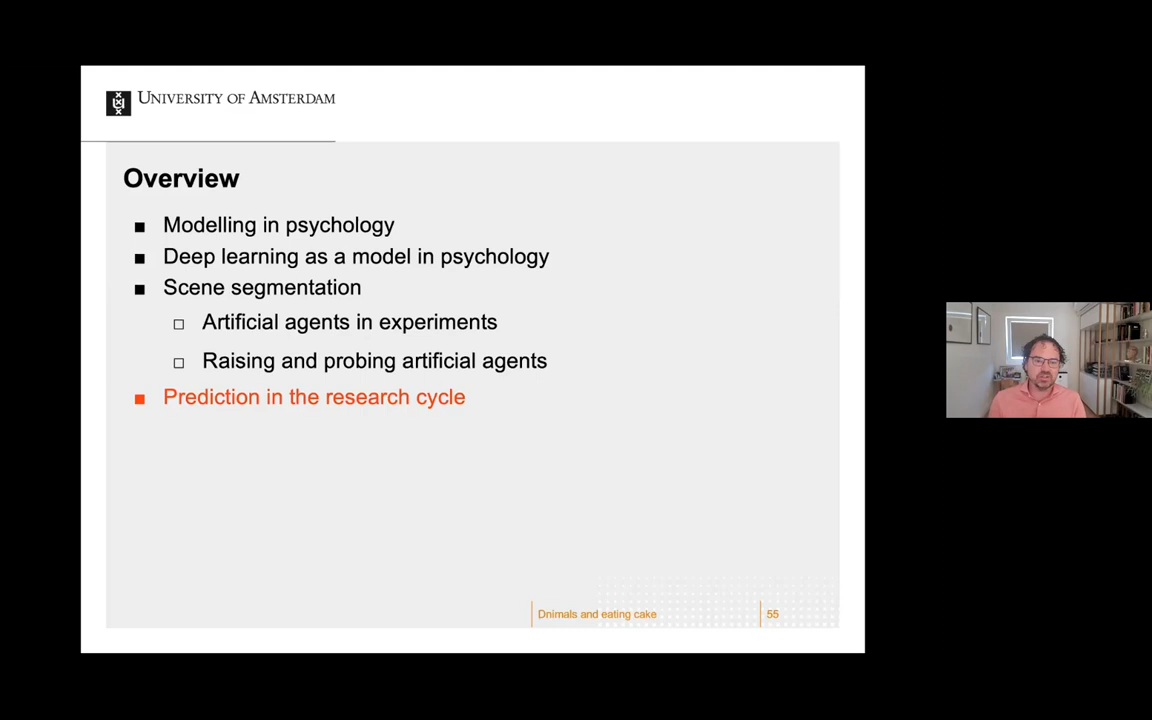 UNIVERSITY OF AMSTERDAM
Overview
Modelling in psychology
Deep learning as a model in psychology
Scene segmentation
Artificial agents in experiments
Raising and probing artificial agents
Prediction in the research cycle
Dnimals and eating cake
55